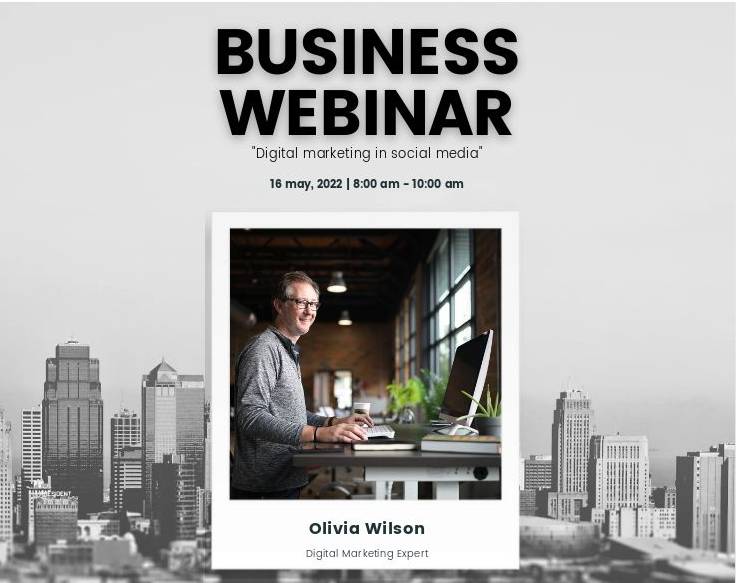 BUSINESS
WEBINAR
"Digital marketing in social media"
16 may, 2022 | 8:00 am - 10:00 am
Olivia Wilson
Digital Marketing Expert